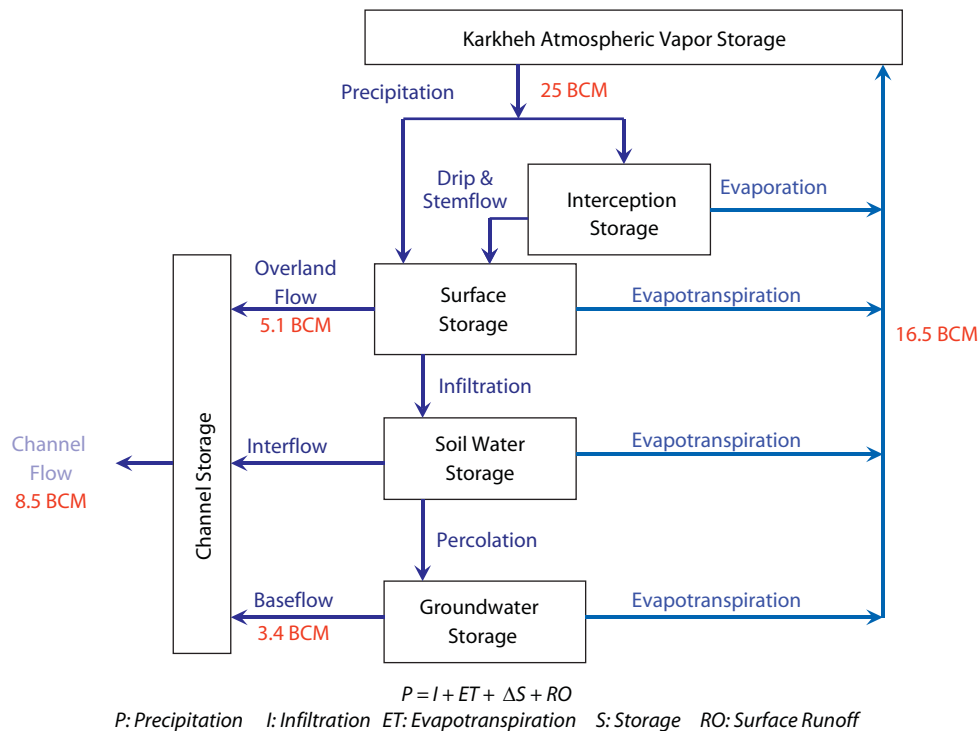 Karkheh Atmospheric Vapor Storage
Precipitation
25 BCM
Drip &
Stemflow
Interception
Storage
Evaporation
Overland
Flow
5.1 BCM
Surface
Storage
Evapotranspiration
16.5 BCM
Infiltration
Channel
Flow
8.5 BCM
Channel Storage
Interflow
Soil Water
Storage
Evapotranspiration
Percolation
Baseflow
3.4 BCM
Groundwater
Storage
Evapotranspiration
P = I + ET + ΔS + RO
P: Precipitation I: Infiltration ET: Evapotranspiration S: Storage RO: Surface Runoff